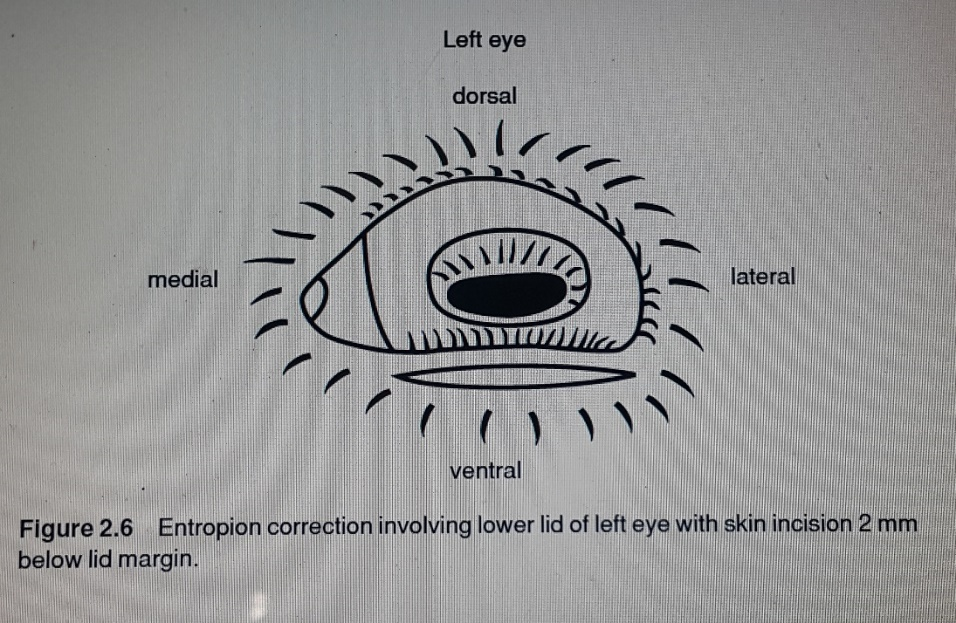 Left eye
dorsal
medial
lateral
ventral
Figure 2.6 Entropion correction involving lower lid of left eye with skin incision 2 mm
below lid margin.